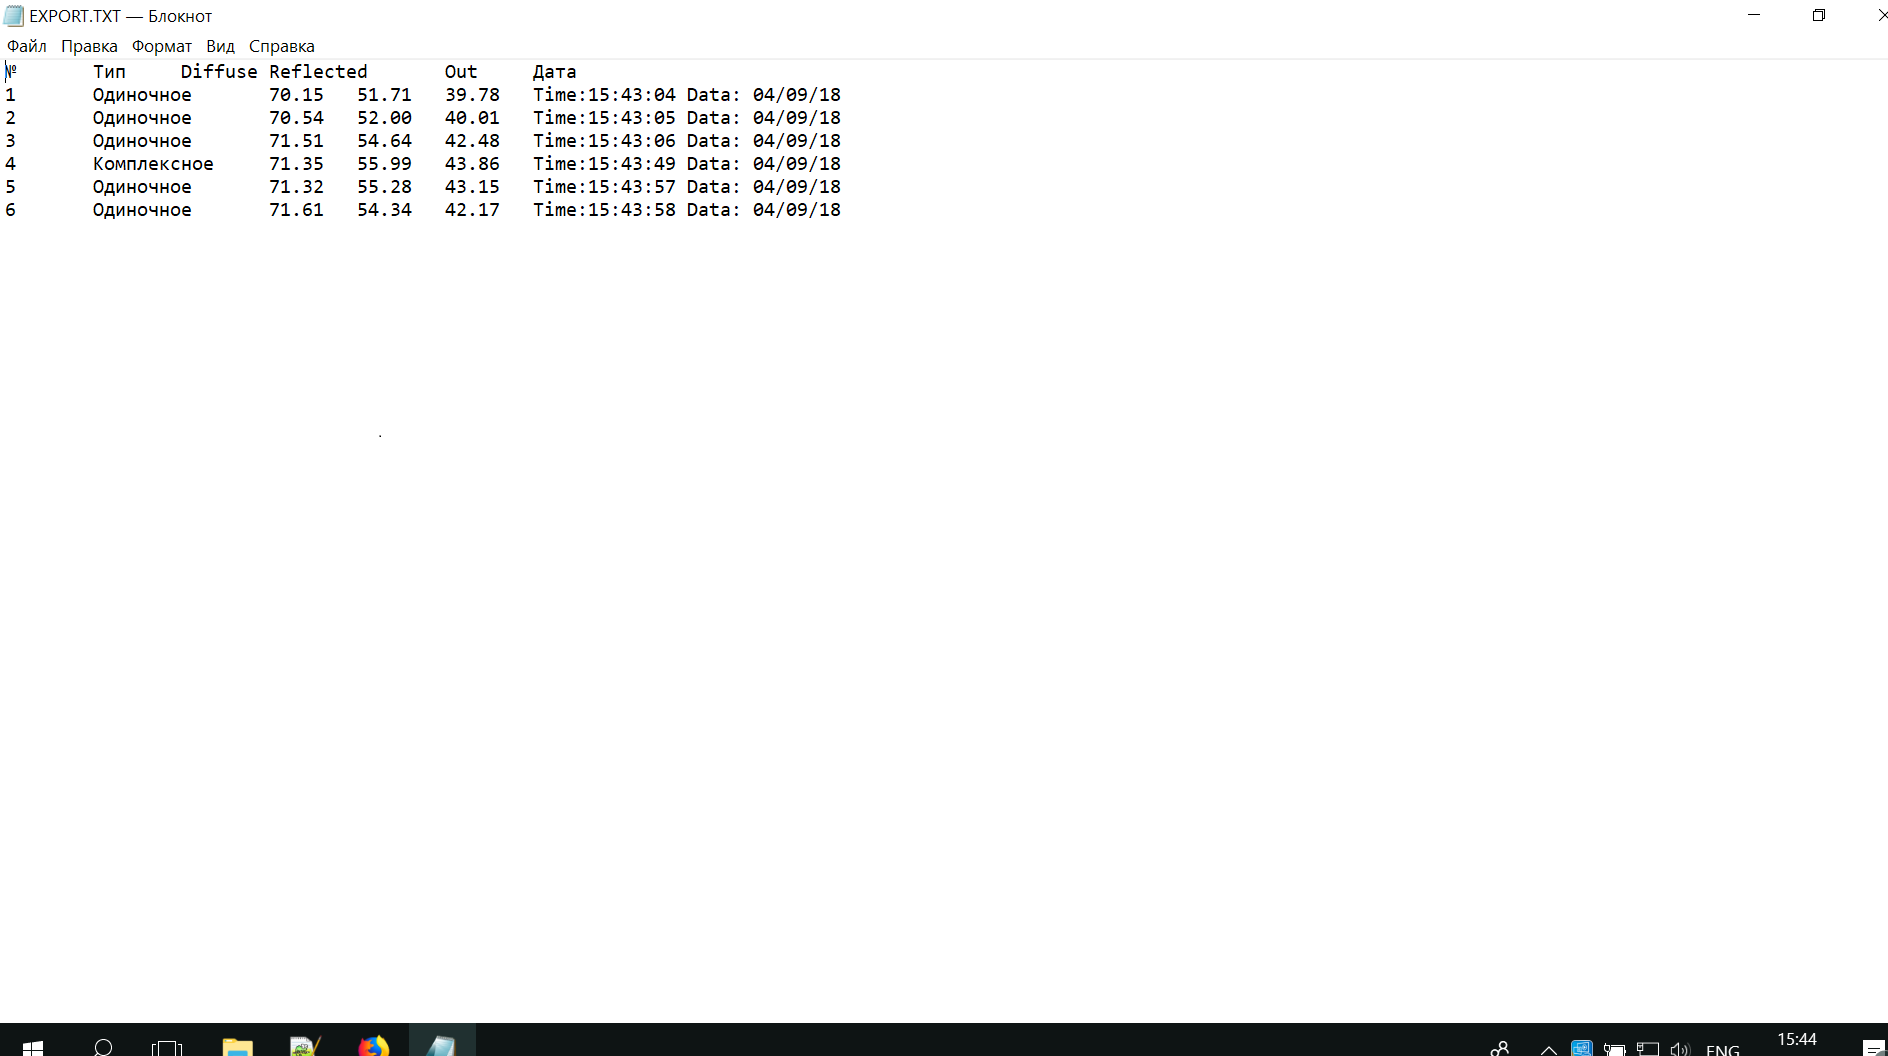 EXPORT.TXT — Блокнот
Файл Правка Формат Вид Справка
№ Тип Diffuse Reflected Out Дата
1 Одиночное 70.15 51.71 39.78 Time:15:43:04 Data: 04/09/18
2 Одиночное 70.54 52.00 40.01 Time:15:43:05 Data: 04/09/18
3 Одиночное 71.51 54.64 42.48 Time:15:43:06 Data: 04/09/18
4 Комплексное 71.35 55.99 43.86 Time:15:43:49 Data: 04/09/18
5 Одиночное 71.32 55.28 43.15 Time:15:43:57 Data: 04/09/18
6 Одиночное 71.61 54.34 42.17 Time:15:43:58 Data: 04/09/18
ENG 15:44